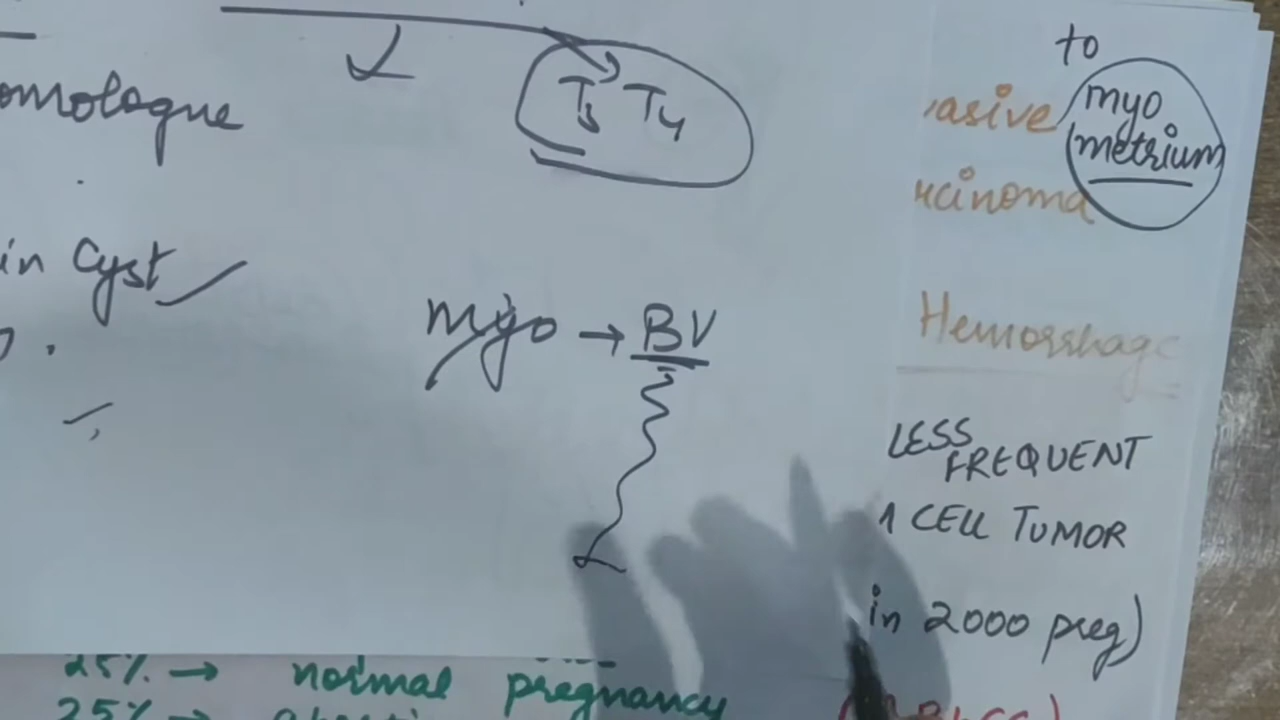 to
myo
metrium
T3 T4
asive
omologue
rcinoma
in Cyst
myo → BV
Hemorrhage
LESS
FREQUENT
1 CELL TUMOR
in 2000 preg)
25% → normal pregnancy
25% →